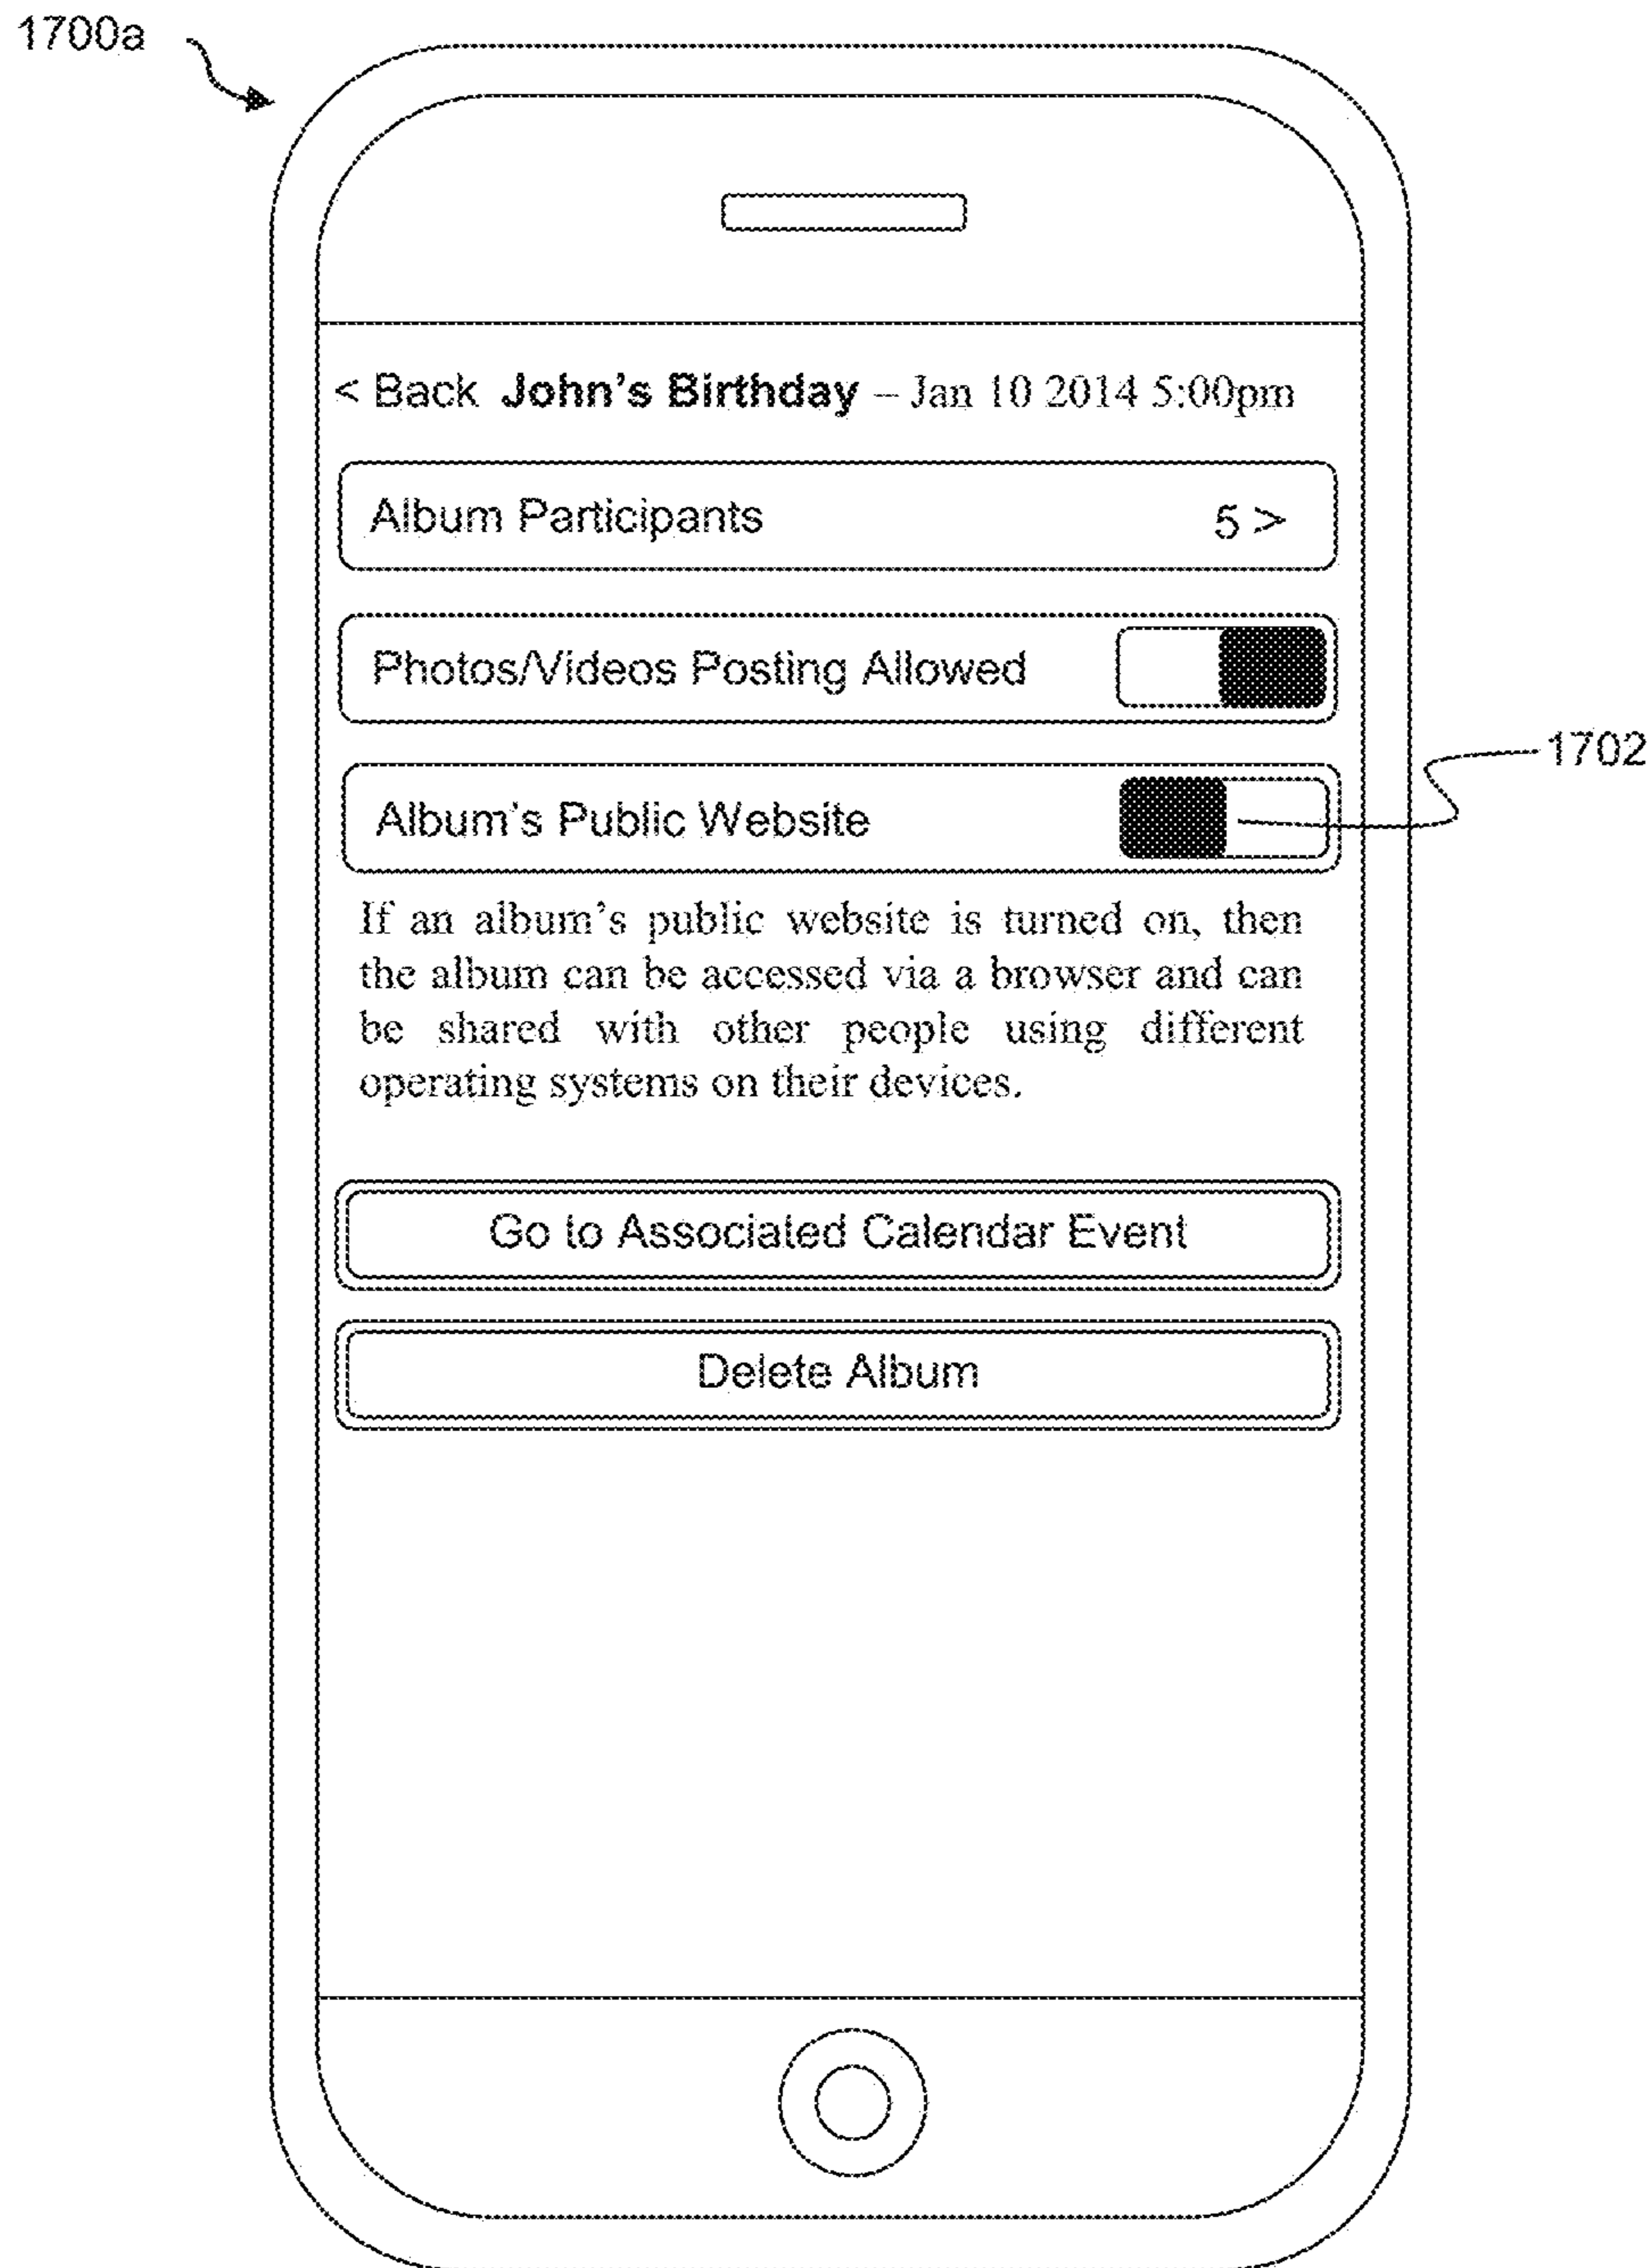 1700a
< Back John's Birthday – Jan 10 2014 5:00pm
Album Participants 5 >
Photos/Videos Posting Allowed
1702
Album's Public Website
If an album's public website is turned on, then
the album can be accessed via a browser and can
be shared with other people using different
operating systems on their devices.
Go to Associated Calendar Event
Delete Album